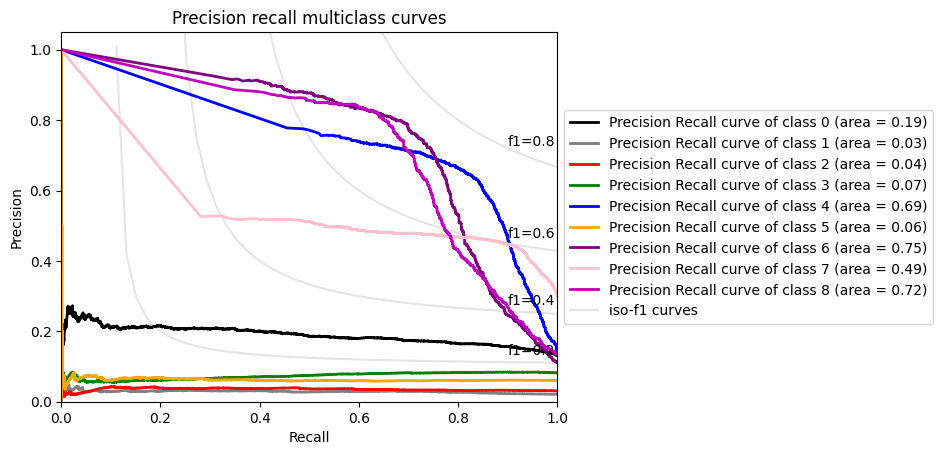 Precision recall multiclass curves
1.0
0.8
0.6
0.4
0.2
0.0
Precision
f1=0.8
f1=0.6
f1=0.4
f1=0.2
0.0 0.2 0.4 0.6 0.8 1.0
Recall
Precision Recall curve of class 0 (area = 0.19)
Precision Recall curve of class 1 (area = 0.03)
Precision Recall curve of class 2 (area = 0.04)
Precision Recall curve of class 3 (area = 0.07)
Precision Recall curve of class 4 (area = 0.69)
Precision Recall curve of class 5 (area = 0.06)
Precision Recall curve of class 6 (area = 0.75)
Precision Recall curve of class 7 (area = 0.49)
Precision Recall curve of class 8 (area = 0.72)
iso-f1 curves